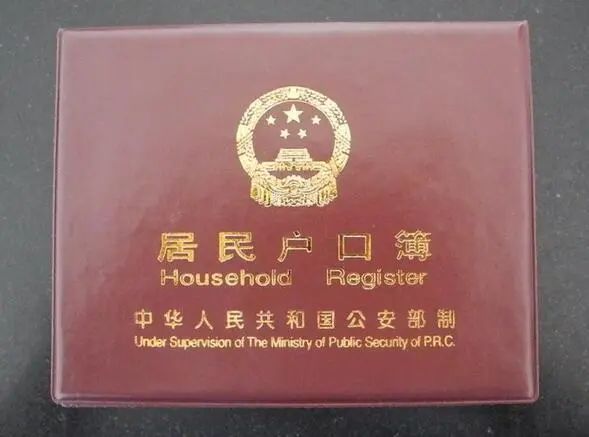 居民户口簿
Household Register
中华人民共和国公安部制
Under Supervision of The Ministry of Public Security of P.R.C.